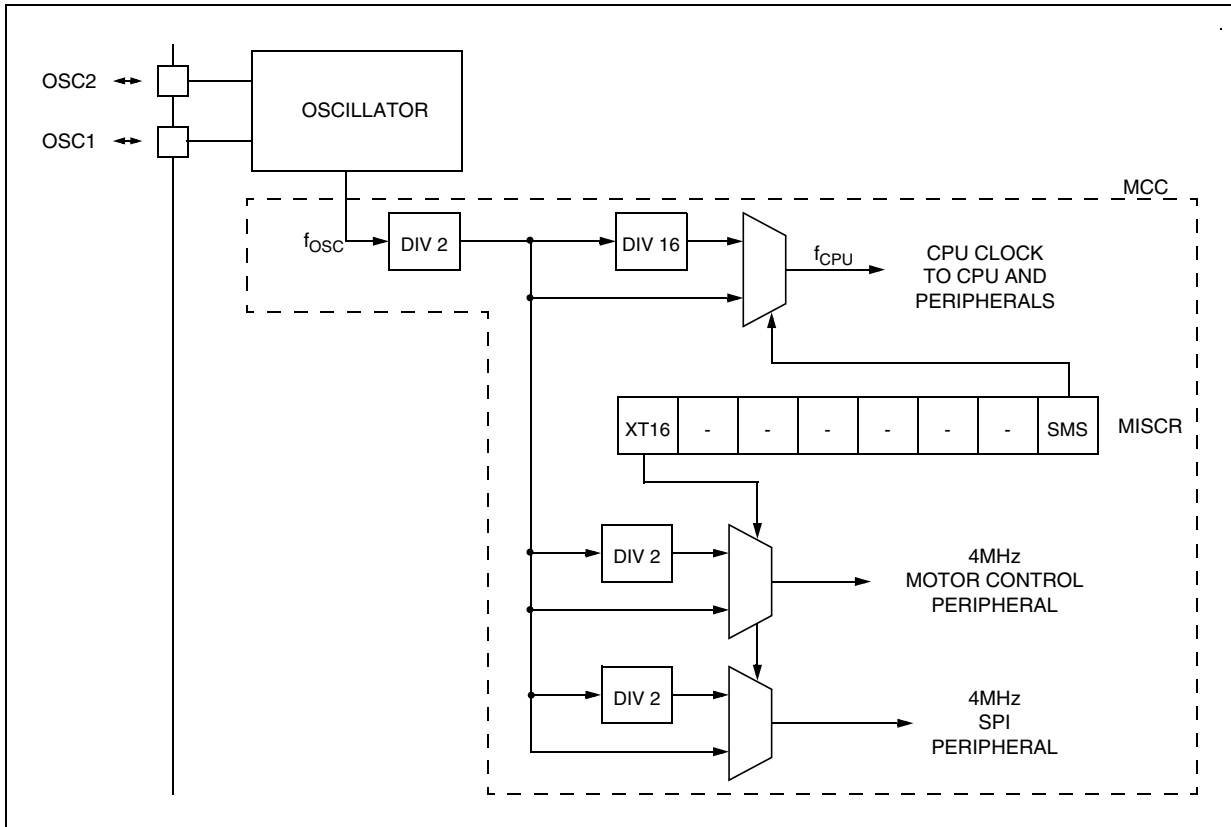 OSC2
OSCILLATOR
OSC1
MCC
fOSC
DIV 2
DIV 16
fCPU
CPU CLOCK
TO CPU AND
PERIPHERALS
XT16 - - - - - - SMS
MISCR
DIV 2
4MHz
MOTOR CONTROL
PERIPHERAL
DIV 2
4MHz
SPI
PERIPHERAL